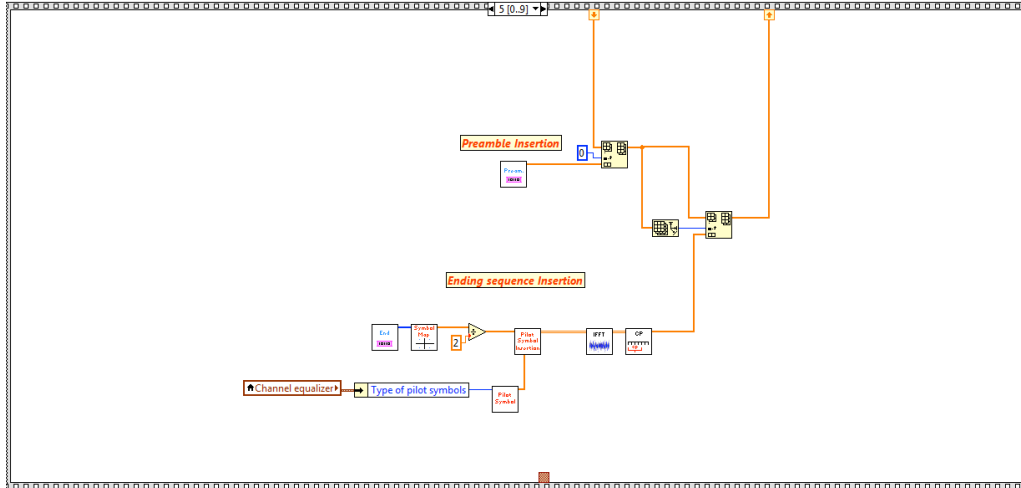 5 [0..9]
Preamble Insertion
0
Pream.
Ending sequence Insertion
End
Symbol
Map
2
Pilot
Symbol
Insertion
IFFT
CP
Channel equalizer
Type of pilot symbols
Pilot
Symbol